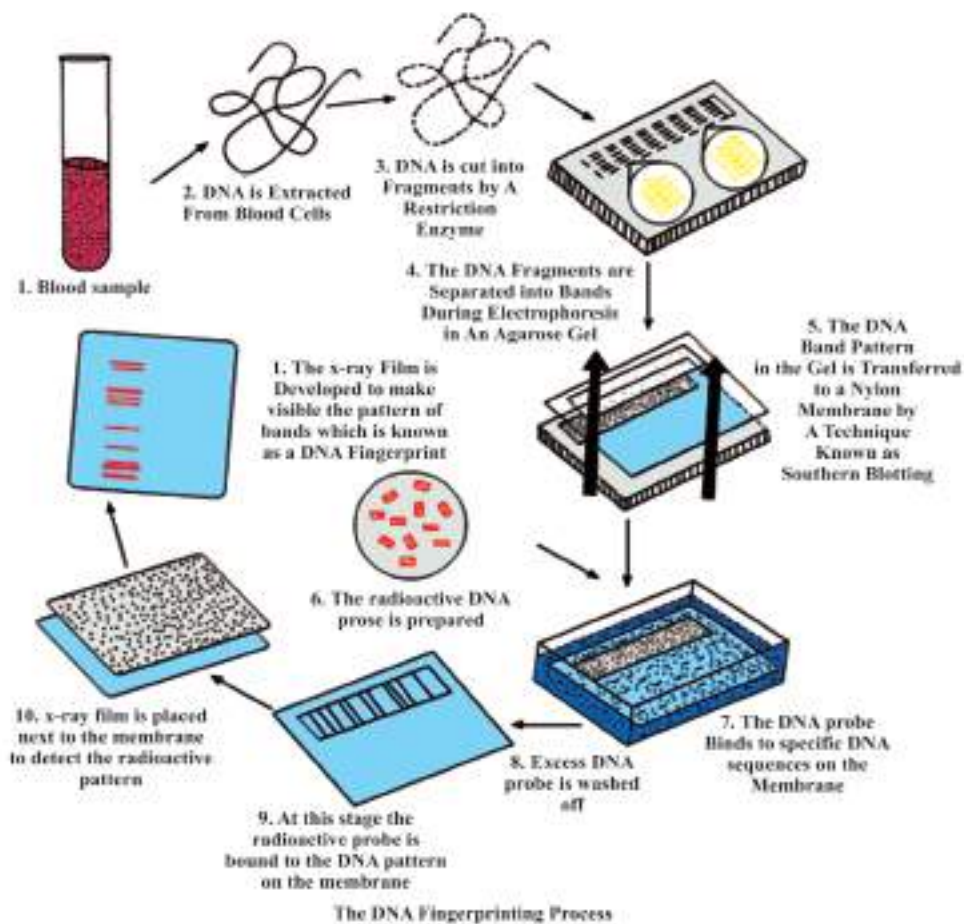 1. Blood sample
2. DNA is Extracted
From Blood Cells
3. DNA is cut into
Fragments by A
Restriction
Enzyme
4. The DNA Fragments are
Separated into Bands
During Electrophoresis
in An Agarose Gel
5. The DNA
Band Pattern
in the Gel is Transferred
to a Nylon
Membrane by
A Technique
Known as
Southern Blotting
6. The radioactive DNA
prose is prepared
7. The DNA probe
Binds to specific DNA
sequences on the
Membrane
8. Excess DNA
probe is washed
off
9. At this stage the
radioactive probe is
bound to the DNA pattern
on the membrane
10. x-ray film is placed
next to the membrane
to detect the radioactive
pattern
1. The x-ray Film is
Developed to make
visible the pattern of
bands which is known
as a DNA Fingerprint
The DNA Fingerprinting Process